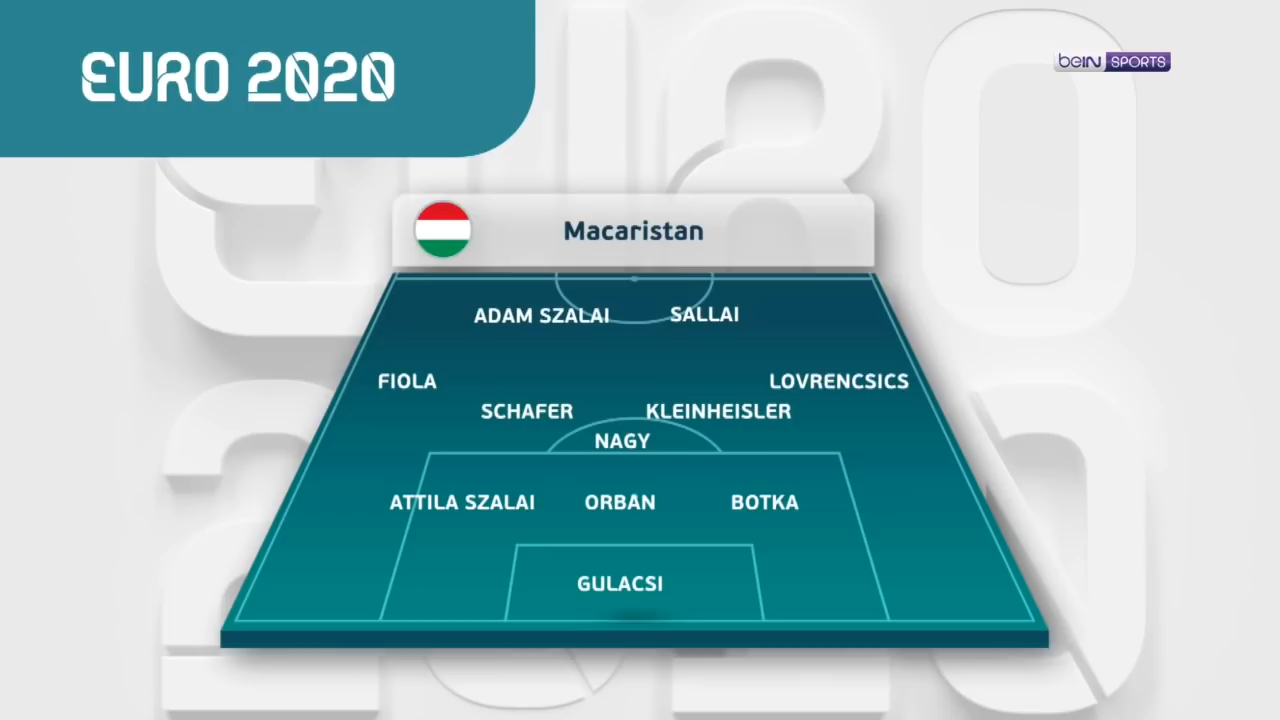 EURO 2020
beIN SPORTS
Macaristan
ADAM SZALAI SALLAI
FIOLA LOVRENCSICS
SCHAFER KLEINHEISLER
NAGY
ATTILA SZALAI ORBAN BOTKA
GULACSI